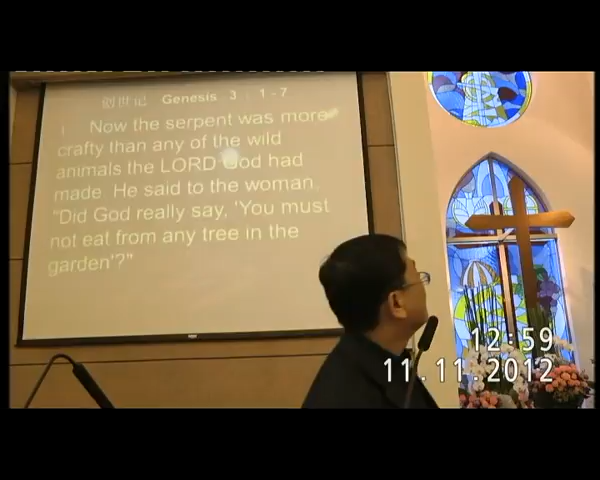 創世记 Genesis 3 : 1 - 7
1 Now the serpent was more
crafty than any of the wild
animals the LORD God had
made. He said to the woman,
"Did God really say, 'You must
not eat from any tree in the
garden'?"
12:59
11.11.2012